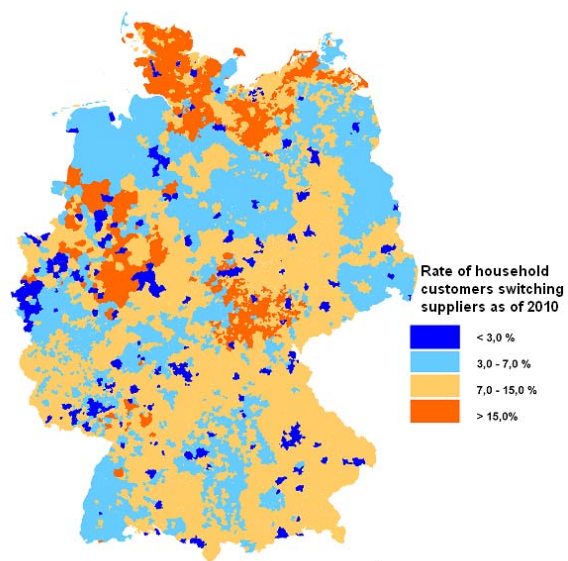 Rate of household
customers switching
suppliers as of 2010
< 3,0 %
3,0 - 7,0 %
7,0 - 15,0 %
> 15,0%